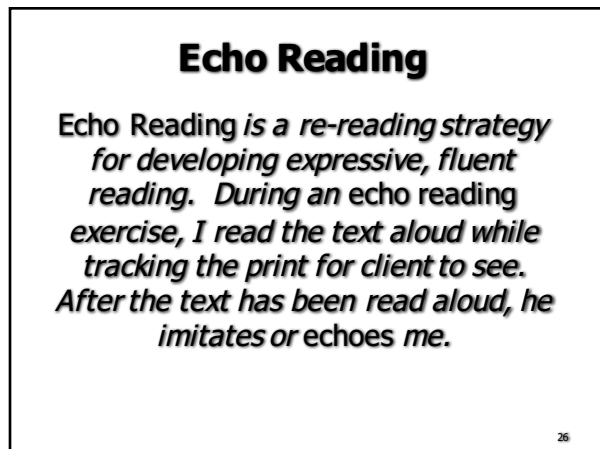 Echo Reading
Echo Reading is a re-reading strategy
for developing expressive, fluent
reading. During an echo reading
exercise, I read the text aloud while
tracking the print for client to see.
After the text has been read aloud, he
imitates or echoes me.
26